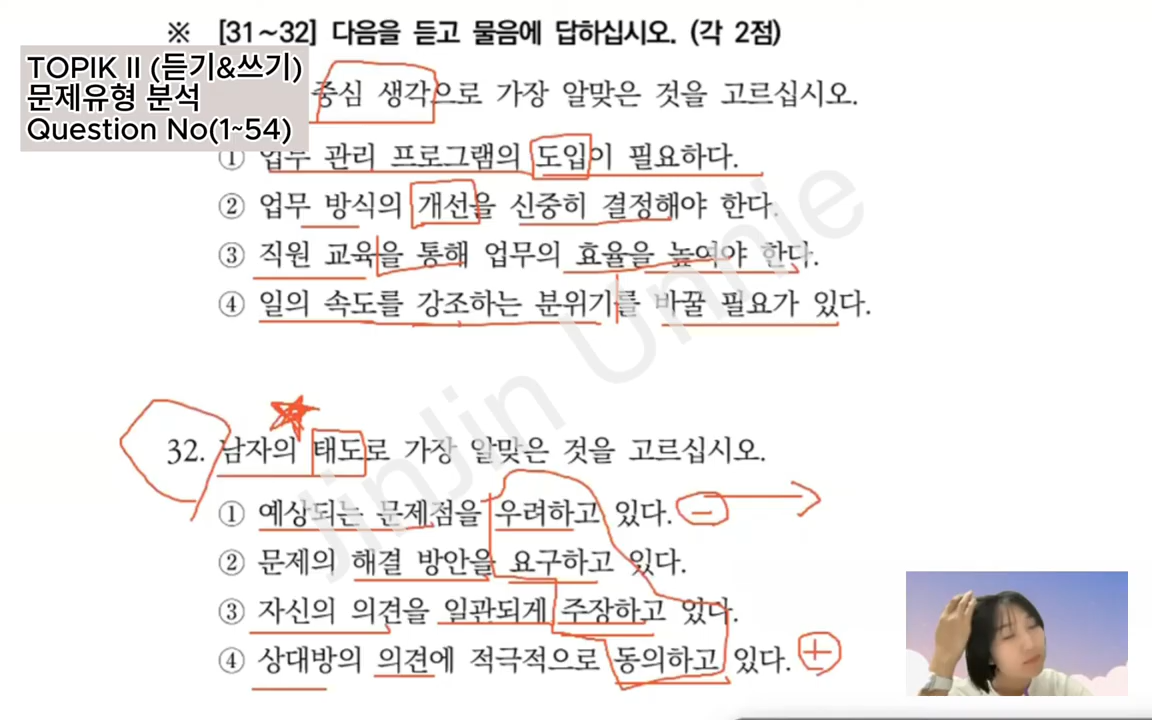 ※ [31~32] 다음을 듣고 물음에 답하십시오. (각 2점)
TOPIK II (듣기&쓰기)
문제유형 분석
Question No(1~54)
중심 생각으로 가장 알맞은 것을 고르십시오.
① 업무 관리 프로그램의 도입이 필요하다.
② 업무 방식의 개선을 신중히 결정해야 한다.
③ 직원 교육을 통해 업무의 효율을 높여야 한다.
④ 일의 속도를 강조하는 분위기를 바꿀 필요가 있다.
32. 남자의 태도로 가장 알맞은 것을 고르십시오.
① 예상되는 문제점을 우려하고 있다. −
② 문제의 해결 방안을 요구하고 있다.
③ 자신의 의견을 일관되게 주장하고 있다.
④ 상대방의 의견에 적극적으로 동의하고 있다. +
JinJin Unnie